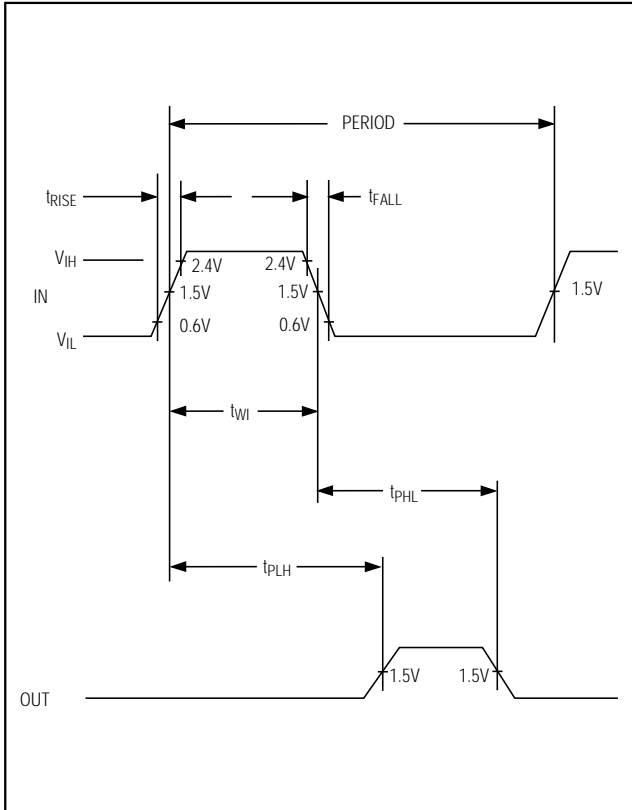 PERIOD
tRISE
tFALL
VIH
2.4V
2.4V
IN
1.5V
1.5V
1.5V
0.6V
0.6V
VIL
tWI
tPHL
tPLH
1.5V
1.5V
OUT